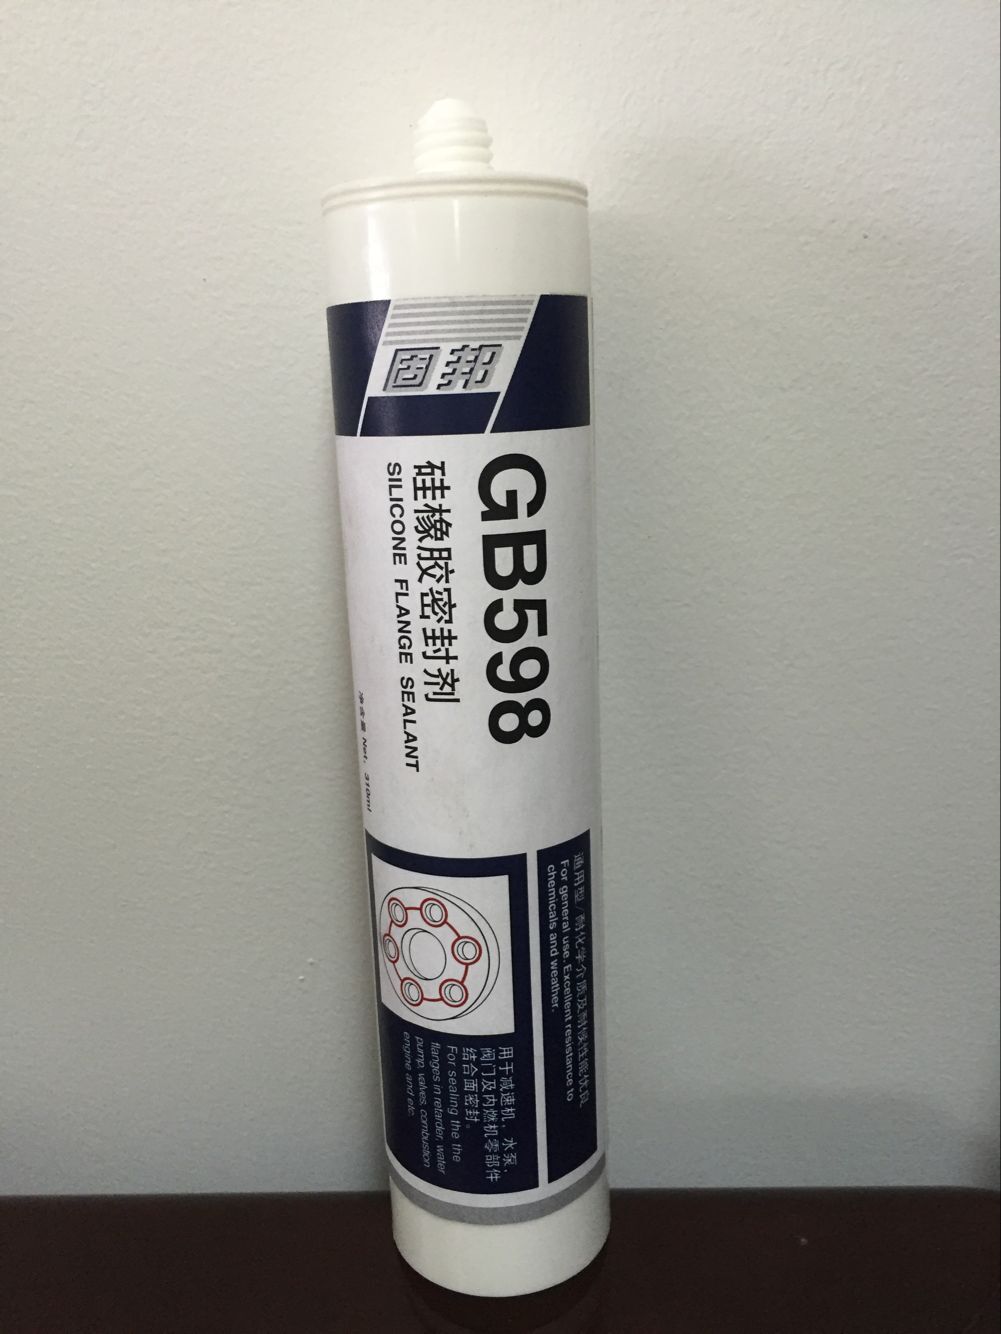 固邦
GB598
硅橡胶密封剂
SILICONE FLANGE SEALANT
净含量 Net. 310ml
通用型/耐化学介质及耐候性能优良
For general use. Excellent resistance to
chemicals and weather.
用于减速机，水泵，
阀门及内燃机零部件
结合面密封。
For sealing the the
flanges in retarder, water
pump, valves, combustion
engine and etc.